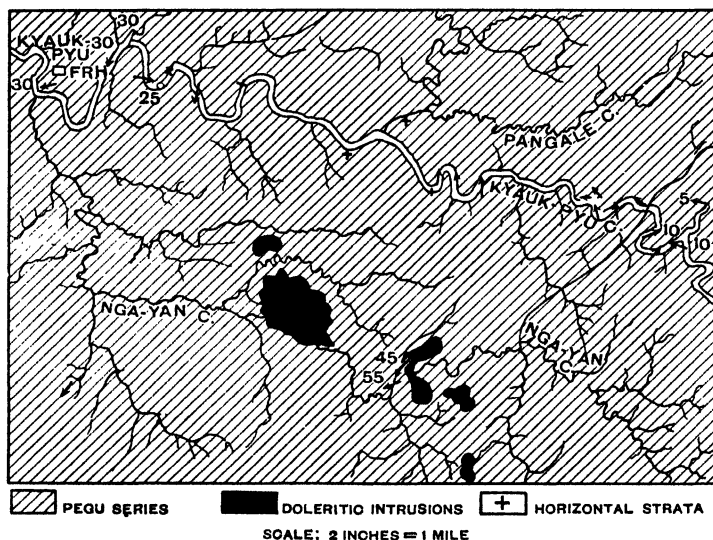 30
KYAUK-30
PYU
FRH
30
25
PANGALE-C.
KYAUK-PYU C.
5
10
10
NGA-YAN C.
NGA-YAN
C.
45
55
PEGU SERIES
DOLERITIC INTRUSIONS
+ HORIZONTAL STRATA
SCALE: 2 INCHES = 1 MILE